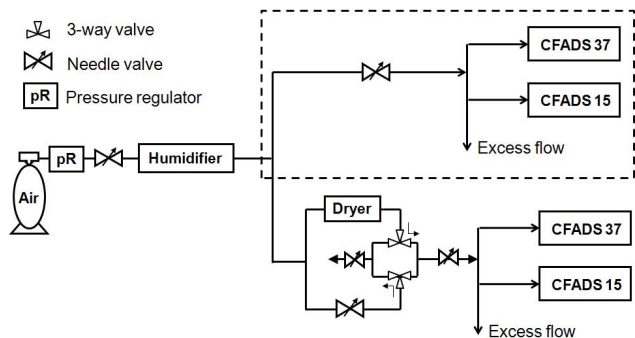 3-way valve
Needle valve
pR Pressure regulator
CFADS 37
CFADS 15
Excess flow
Air
pR
Humidifier
Dryer
CFADS 37
CFADS 15
Excess flow